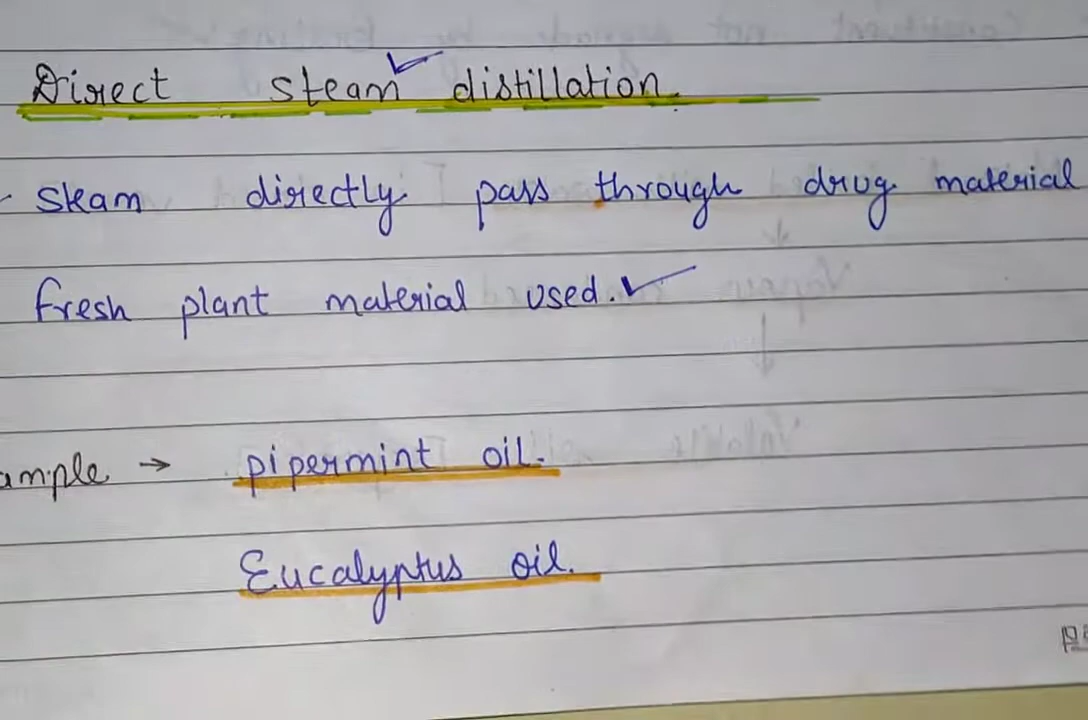 Direct steam distillation.
- Steam directly pass through drug material
fresh plant material used.
ample → pipermint oil.
Eucalyptus oil.